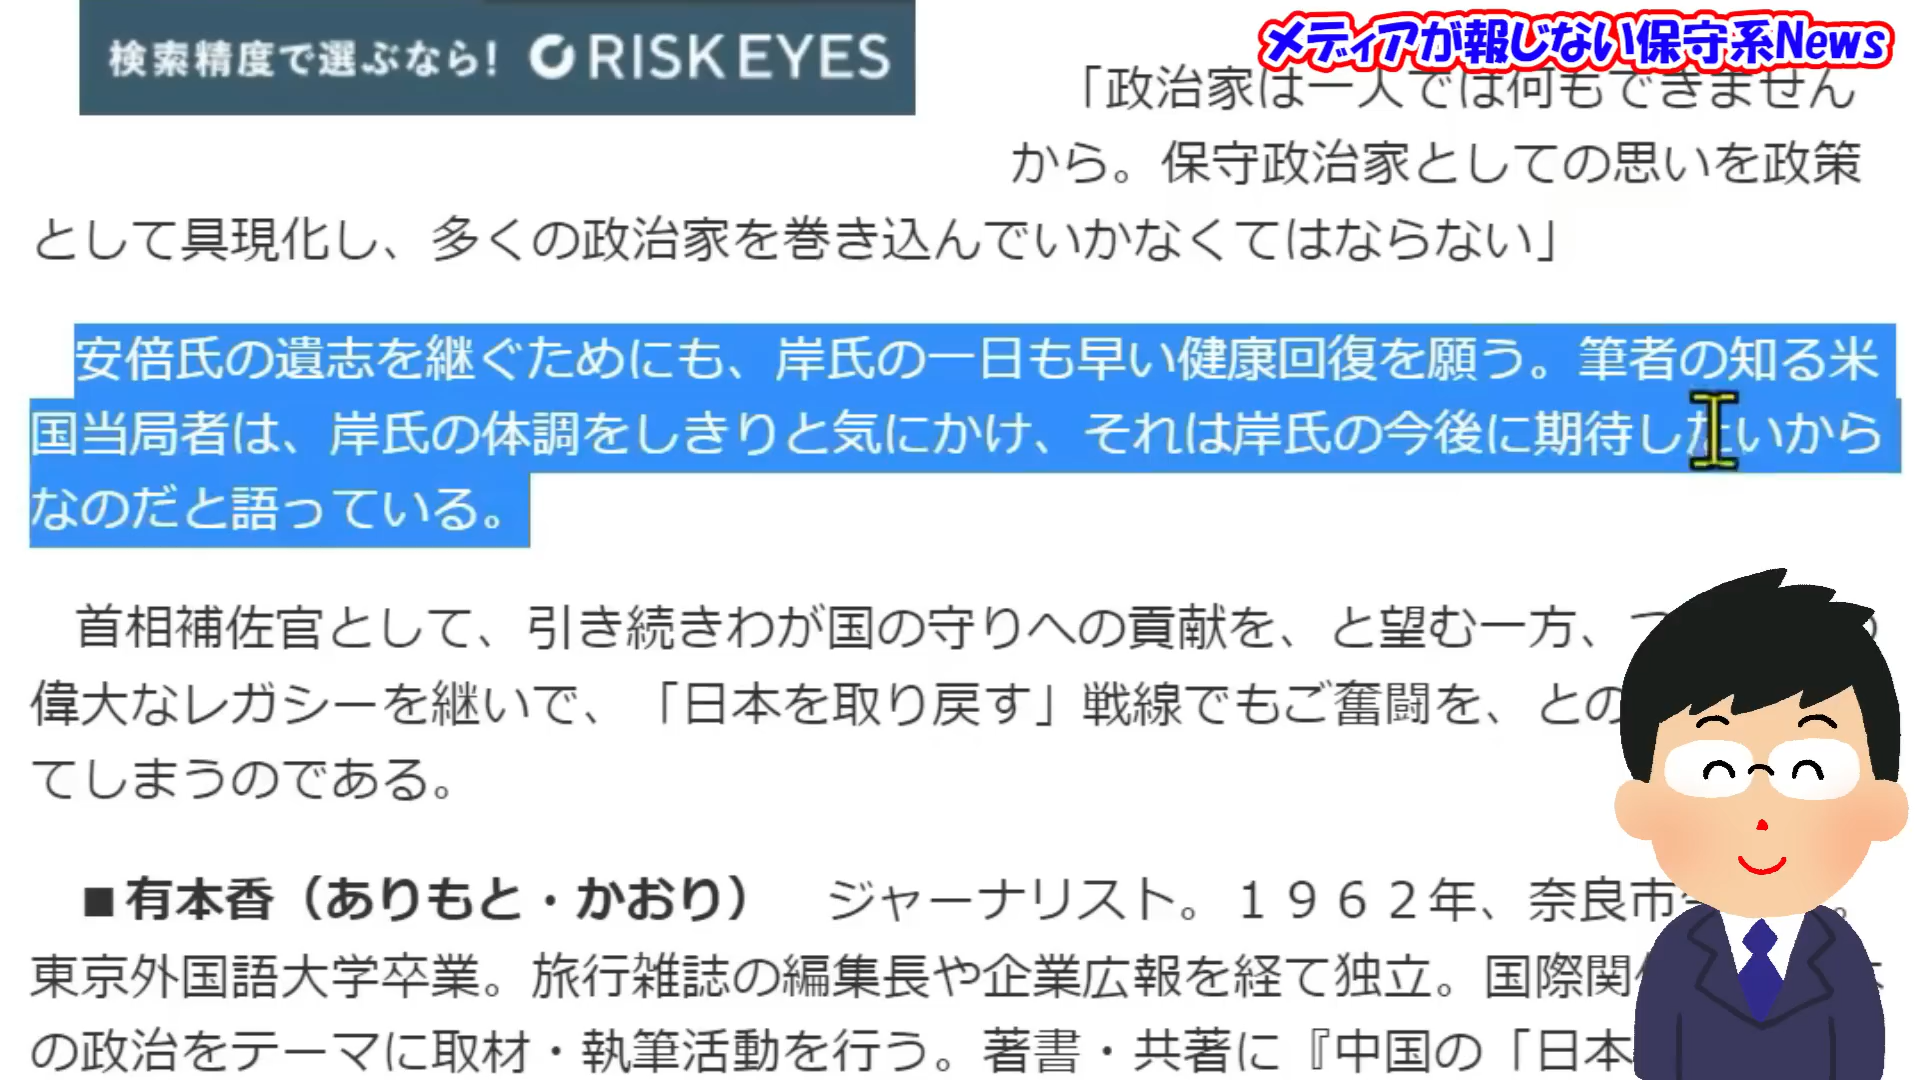 検索精度で選ぶなら! RISK EYES
メディアが報じない保守系News
「政治家は一人では何もできません
から。保守政治家としての思いを政策
として具現化し、多くの政治家を巻き込んでいかなくてはならない」
安倍氏の遺志を継ぐためにも、岸氏の一日も早い健康回復を願う。筆者の知る米
国当局者は、岸氏の体調をしきりと気にかけ、それは岸氏の今後に期待したいから
なのだと語っている。
首相補佐官として、引き続きわが国の守りへの貢献を、と望む一方、つ
偉大なレガシーを継いで、「日本を取り戻す」戦線でもご奮闘を、との
てしまうのである。
■有本香（ありもと・かおり） ジャーナリスト。１９６２年、奈良市
東京外国語大学卒業。旅行雑誌の編集長や企業広報を経て独立。国際関
の政治をテーマに取材・執筆活動を行う。著書・共著に『中国の「日本